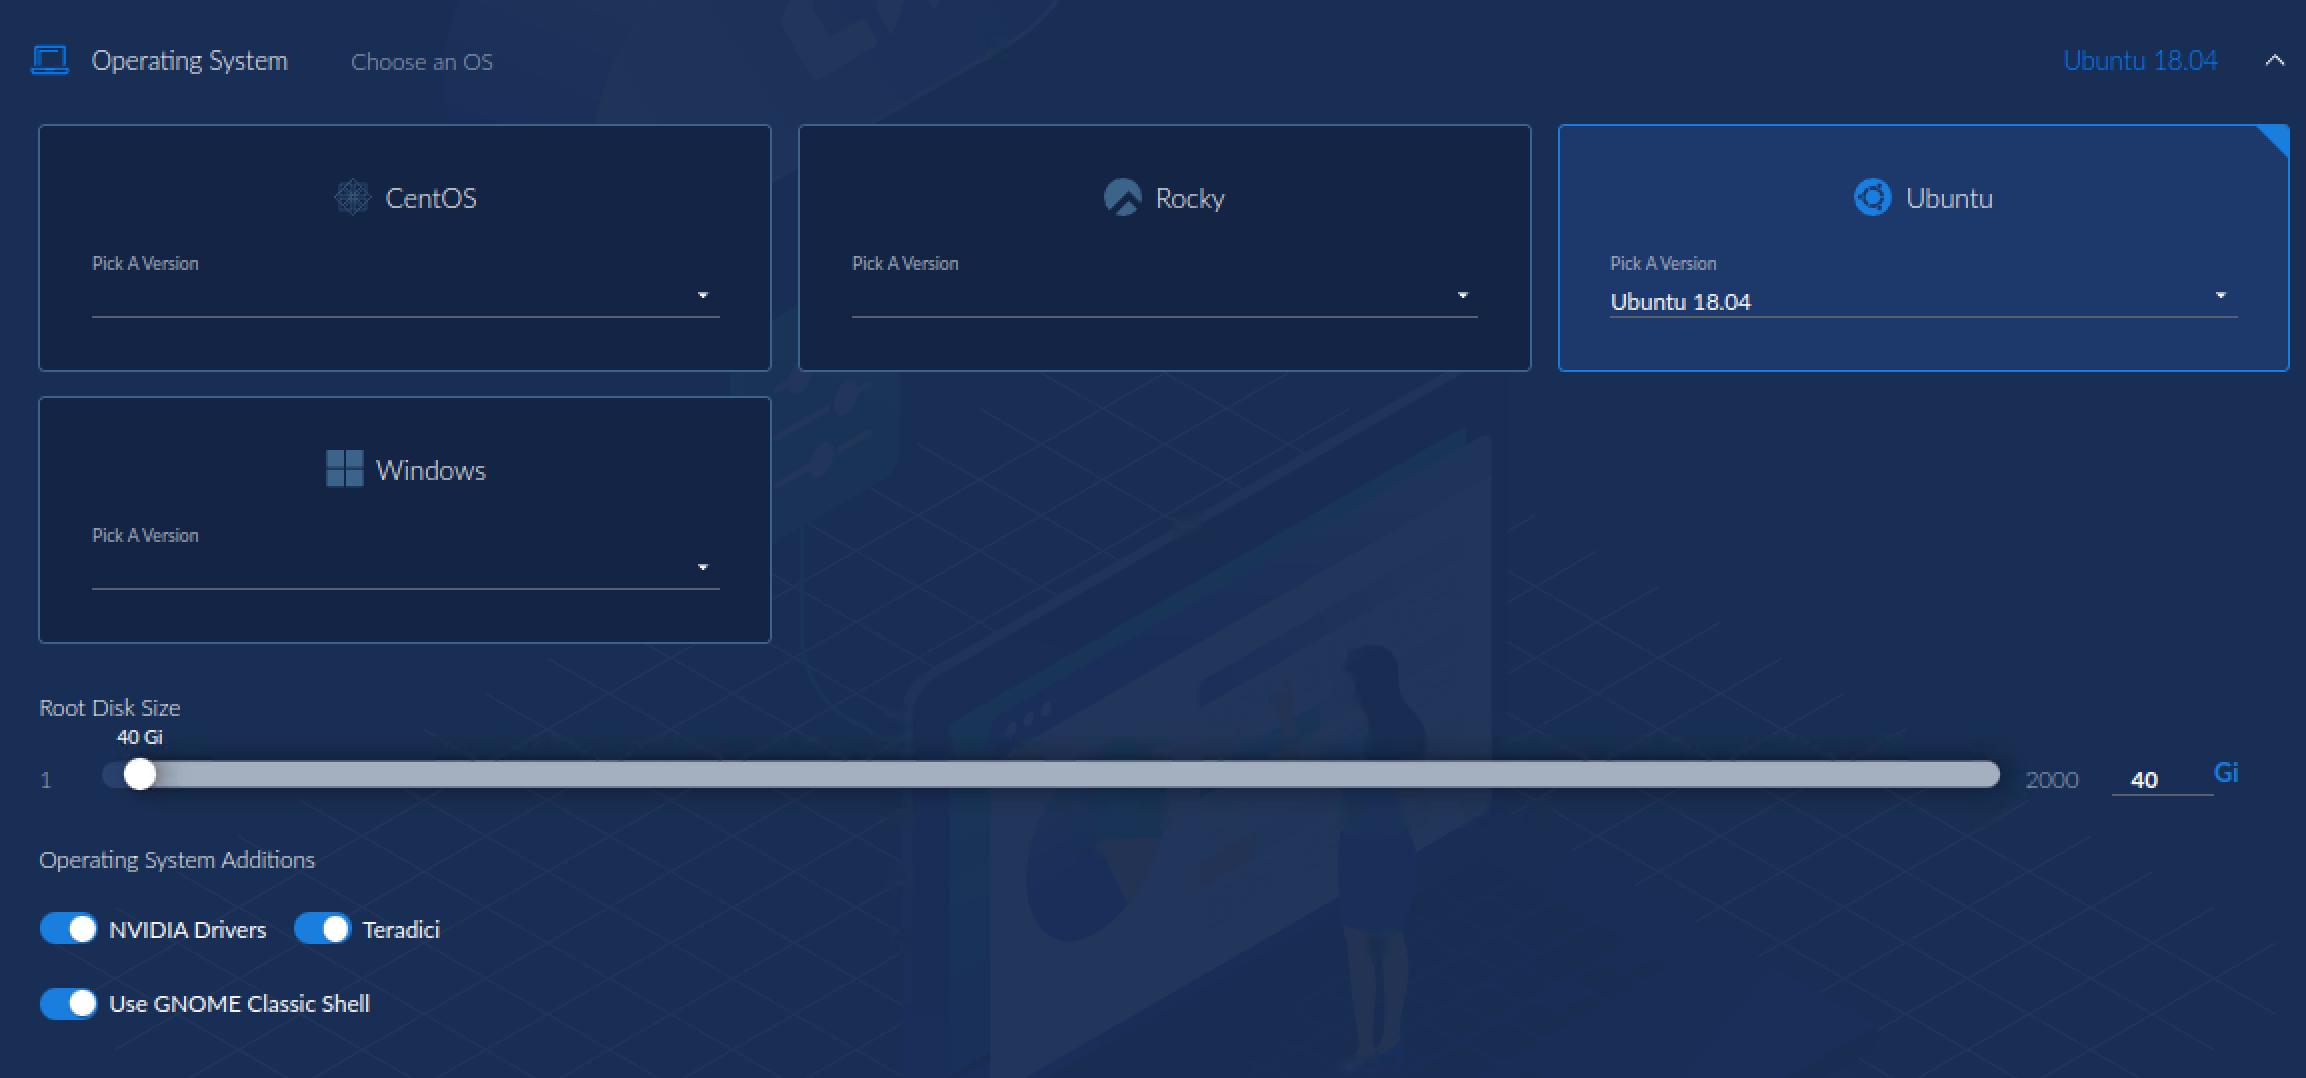 Operating System
Choose an OS
Ubuntu 18.04
CentOS
Pick A Version
Rocky
Pick A Version
Ubuntu
Pick A Version
Ubuntu 18.04
Windows
Pick A Version
Root Disk Size
40 Gi
1
2000
40
Gi
Operating System Additions
NVIDIA Drivers
Teradici
Use GNOME Classic Shell